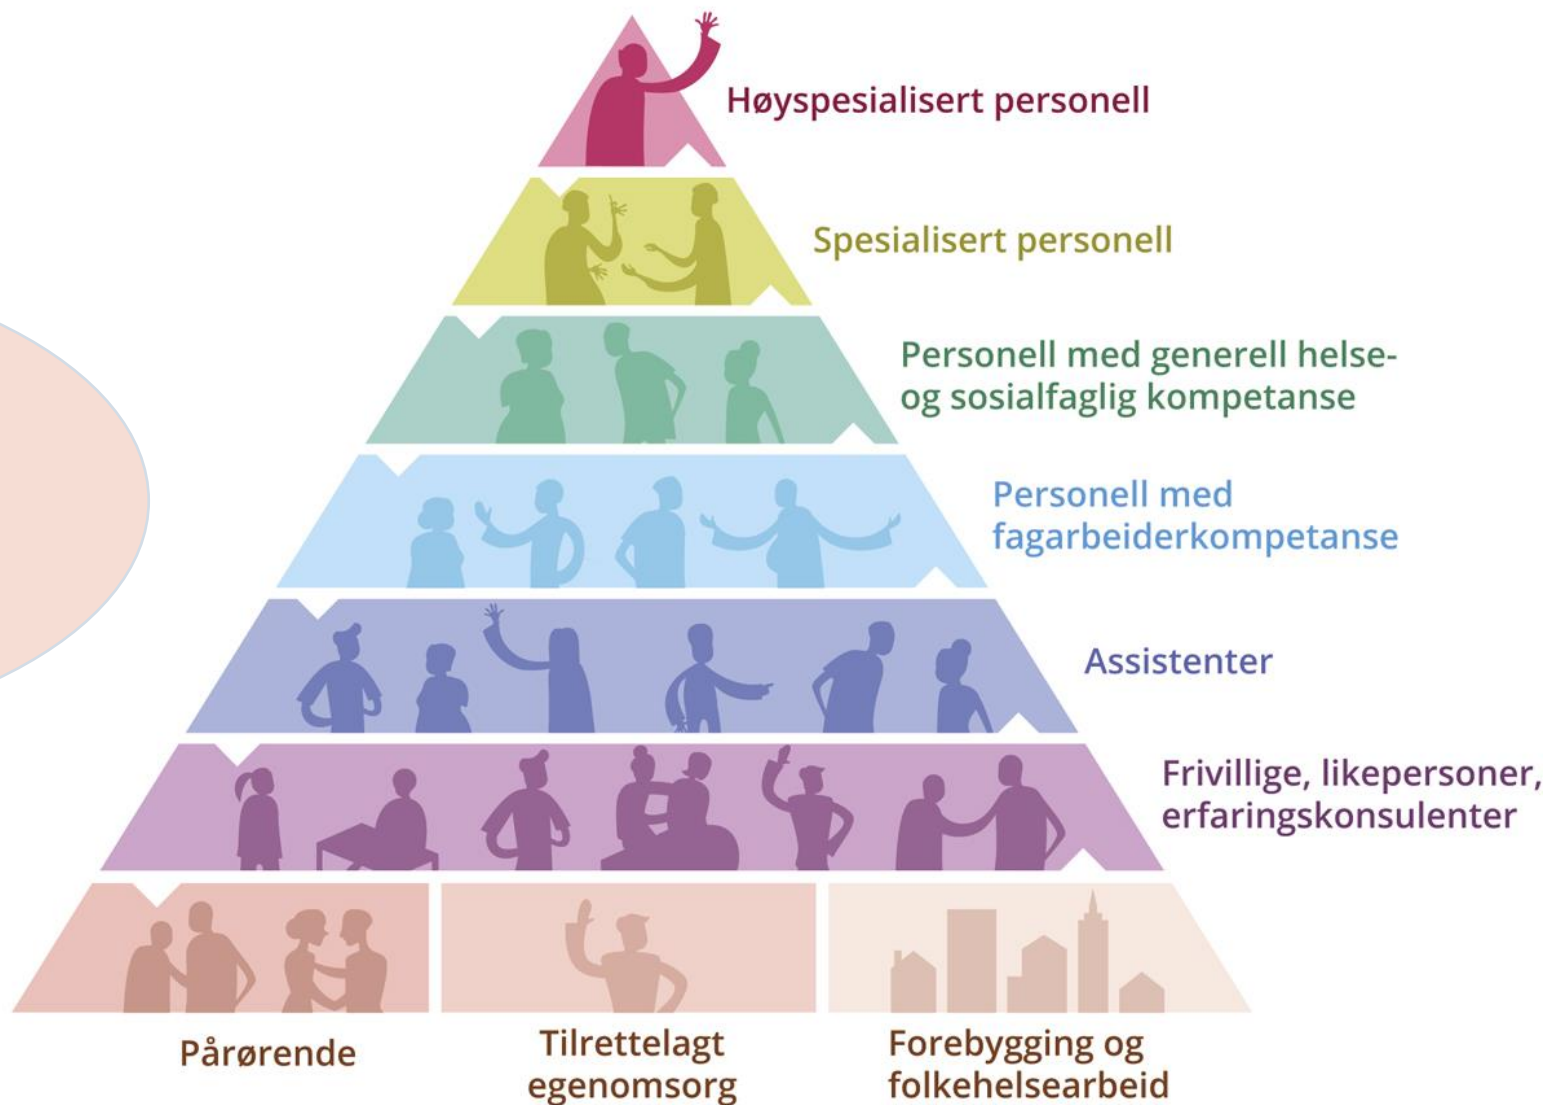 Høyspesialisert personell
Spesialisert personell
Personell med generell helse-
og sosialfaglig kompetanse
Personell med
fagarbeiderkompetanse
Assistenter
Frivillige, likepersoner,
erfaringskonsulenter
Pårørende
Tilrettelagt
egenomsorg
Forebygging og
folkehelsearbeid